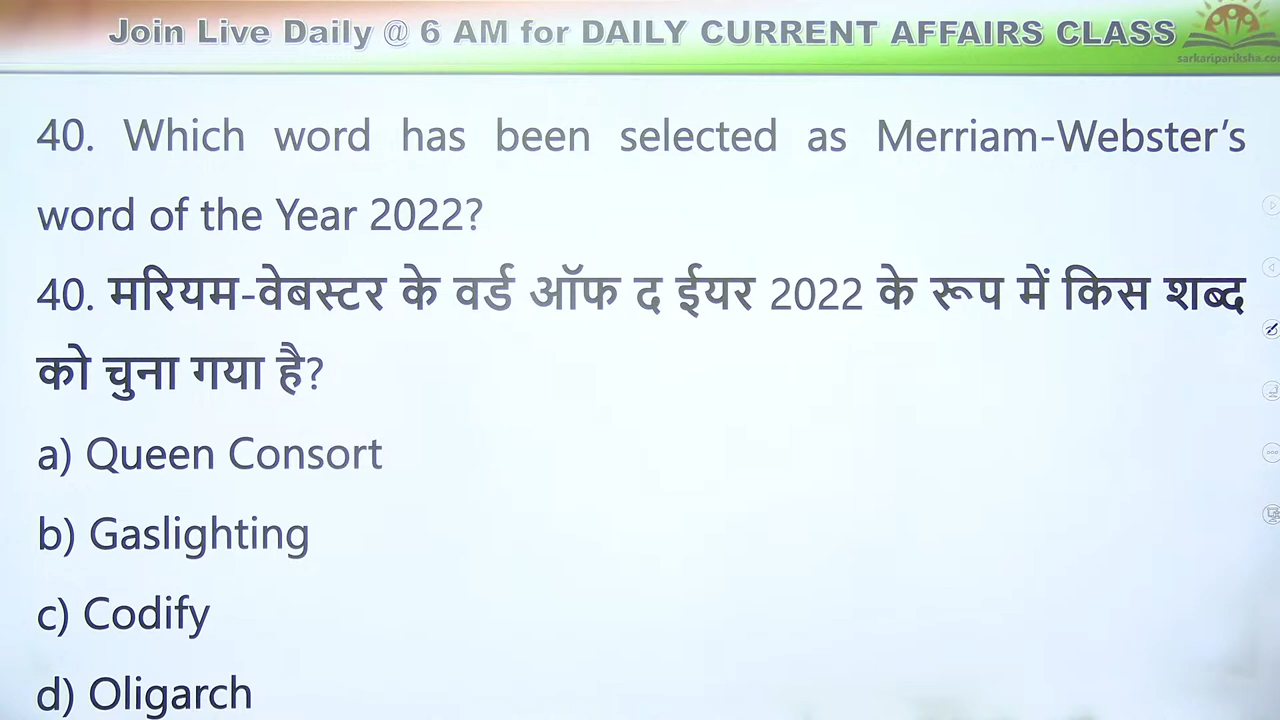 Join Live Daily @ 6 AM for DAILY CURRENT AFFAIRS CLASS
sarkaripariksha.co
40. Which word has been selected as Merriam-Webster’s
word of the Year 2022?
40. मरियम-वेबस्टर के वर्ड ऑफ द ईयर 2022 के रूप में किस शब्द
को चुना गया है?
a) Queen Consort
b) Gaslighting
c) Codify
d) Oligarch